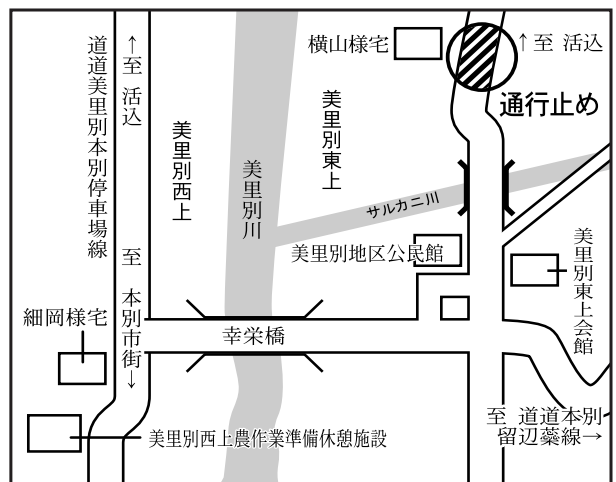 道道美里別本別停車場線
↑至 活込
至 本別市街↓
美里別西上
美里別川
美里別東上
横山様宅
↑至 活込
通行止め
サルカニ川
美里別地区公民館
美里別東上会館
細岡様宅
幸栄橋
美里別西上農作業準備休憩施設
至 道道本別
留辺蘂線→